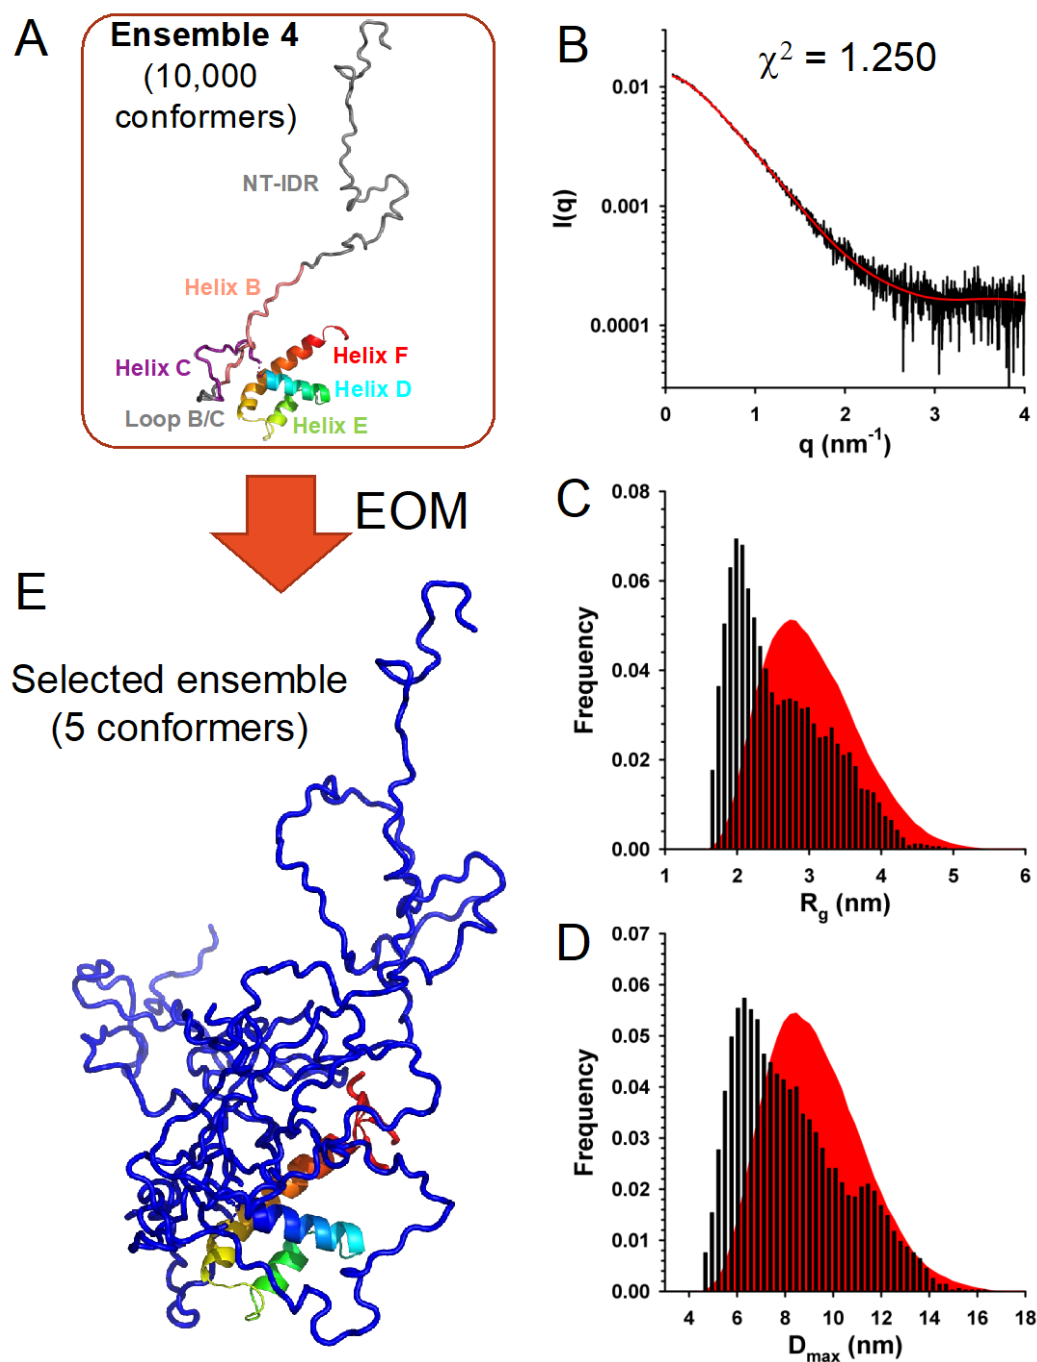 A
Ensemble 4
(10,000
conformers)
NT-IDR
Helix B
Helix C
Helix F
Helix D
Loop B/C
Helix E
EOM
E
Selected ensemble
(5 conformers)
B
χ² = 1.250
0.01
0.001
0.0001
I(q)
0 1 2 3 4
q (nm⁻¹)
C
0.08
0.06
0.04
0.02
0.00
Frequency
1 2 3 4 5 6
Rg (nm)
D
0.07
0.06
0.05
0.04
0.03
0.02
0.01
0.00
Frequency
4 6 8 10 12 14 16 18
Dmax (nm)